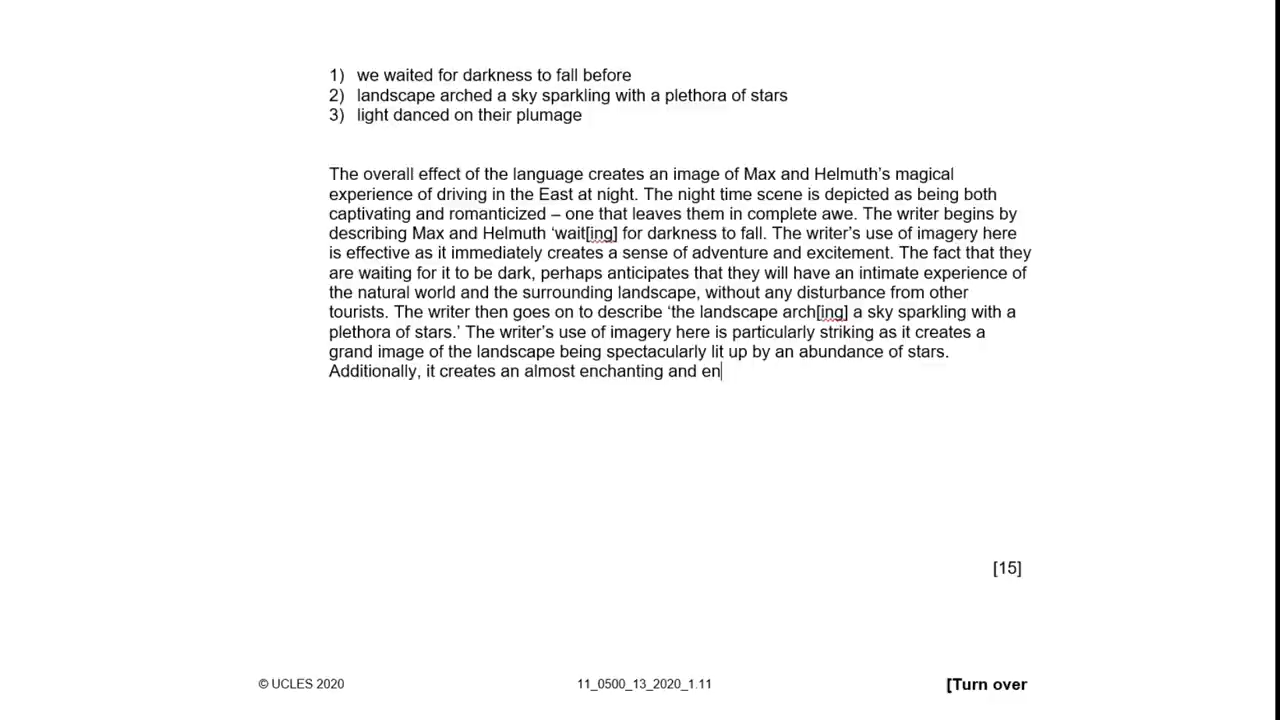 1) we waited for darkness to fall before
2) landscape arched a sky sparkling with a plethora of stars
3) light danced on their plumage
The overall effect of the language creates an image of Max and Helmuth’s magical
experience of driving in the East at night. The night time scene is depicted as being both
captivating and romanticized – one that leaves them in complete awe. The writer begins by
describing Max and Helmuth ‘wait[ing] for darkness to fall. The writer’s use of imagery here
is effective as it immediately creates a sense of adventure and excitement. The fact that they
are waiting for it to be dark, perhaps anticipates that they will have an intimate experience of
the natural world and the surrounding landscape, without any disturbance from other
tourists. The writer then goes on to describe ‘the landscape arch[ing] a sky sparkling with a
plethora of stars.’ The writer’s use of imagery here is particularly striking as it creates a
grand image of the landscape being spectacularly lit up by an abundance of stars.
Additionally, it creates an almost enchanting and en
[15]
© UCLES 2020 11_0500_13_2020_1.11 [Turn over